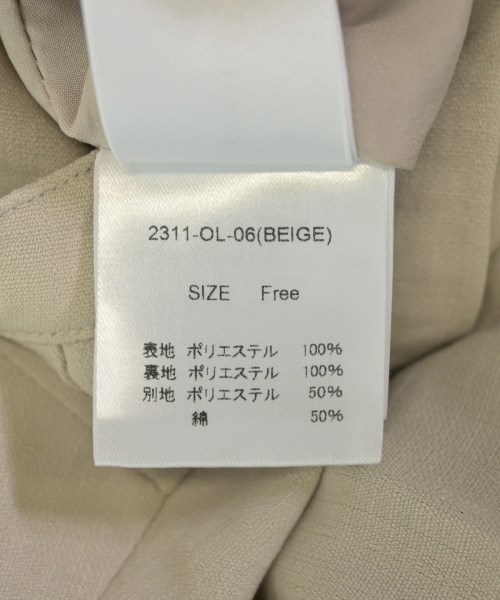 2311-OL-06(BEIGE)
SIZE Free
表地 ポリエステル 100%
裏地 ポリエステル 100%
別地 ポリエステル 50%
綿 50%